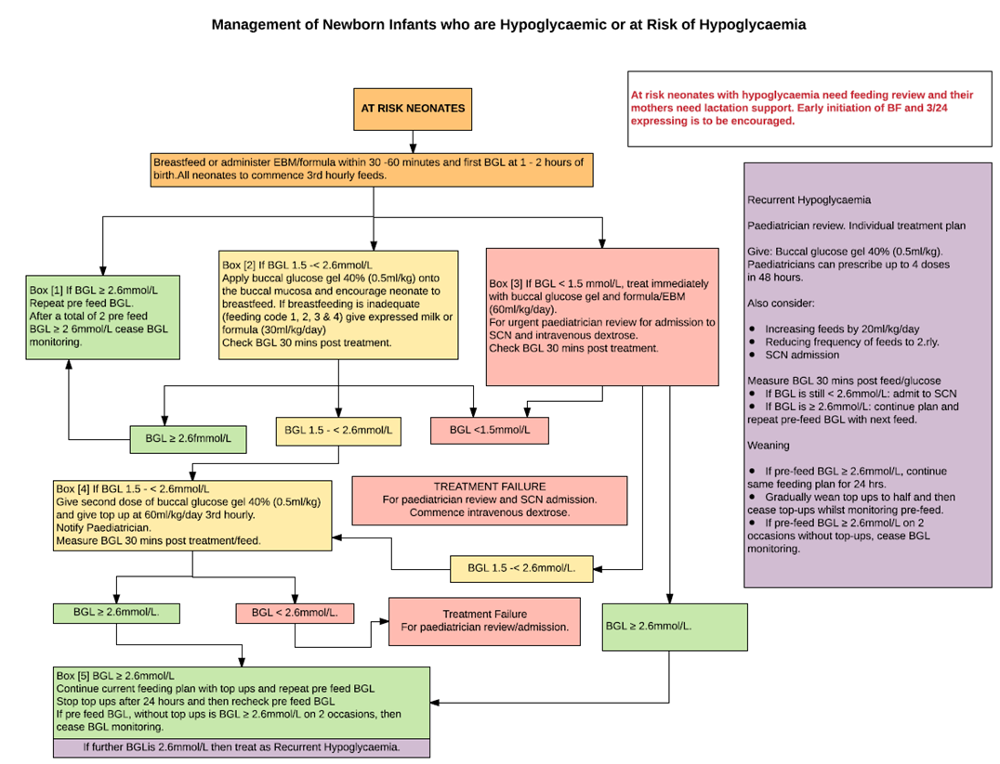 Management of Newborn Infants who are Hypoglycaemic or at Risk of Hypoglycaemia
At risk neonates with hypoglycaemia need feeding review and their
mothers need lactation support. Early initiation of BF and 3/24
expressing is to be encouraged.
AT RISK NEONATES
Breastfeed or administer EBM/formula within 30 -60 minutes and first BGL at 1 - 2 hours of
birth.All neonates to commence 3rd hourly feeds.
Box [1] If BGL ≥ 2.6mmol/L
Repeat pre feed BGL.
After a total of 2 pre feed
BGL ≥ 2 6mmol/L cease BGL
monitoring.
Box [2] If BGL 1.5 -< 2.6mmol/L
Apply buccal glucose gel 40% (0.5ml/kg) onto
the buccal mucosa and encourage neonate to
breastfeed. If breastfeeding is inadequate
(feeding code 1, 2, 3 & 4) give expressed milk or
formula (30ml/kg/day)
Check BGL 30 mins post treatment.
Box [3] If BGL < 1.5 mmol/L, treat immediately
with buccal glucose gel and formula/EBM
(60ml/kg/day).
For urgent paediatrician review for admission to
SCN and intravenous dextrose.
Check BGL 30 mins post treatment.
BGL ≥ 2.6fmmol/L
BGL 1.5 - < 2.6mmol/L
BGL <1.5mmol/L
Box [4] If BGL 1.5 - < 2.6mmol/L
Give second dose of buccal glucose gel 40% (0.5ml/kg)
and give top up at 60ml/kg/day 3rd hourly.
Notify Paediatrician.
Measure BGL 30 mins post treatment/feed.
TREATMENT FAILURE
For paediatrician review and SCN admission.
Commence intravenous dextrose.
BGL 1.5 -< 2.6mmol/L.
BGL ≥ 2.6mmol/L.
BGL < 2.6mmol/L.
Treatment Failure
For paediatrician review/admission.
BGL ≥ 2.6mmol/L.
Box [5] BGL ≥ 2.6mmol/L
Continue current feeding plan with top ups and repeat pre feed BGL
Stop top ups after 24 hours and then recheck pre feed BGL
If pre feed BGL, without top ups is BGL ≥ 2.6mmol/L on 2 occasions, then
cease BGL monitoring.
If further BGLis 2.6mmol/L then treat as Recurrent Hypoglycaemia.
Recurrent Hypoglycaemia
Paediatrician review. Individual treatment plan
Give: Buccal glucose gel 40% (0.5ml/kg).
Paediatricians can prescribe up to 4 doses
in 48 hours.
Also consider:
● Increasing feeds by 20ml/kg/day
● Reducing frequency of feeds to 2.rly.
● SCN admission
Measure BGL 30 mins post feed/glucose
● If BGL is still < 2.6mmol/L: admit to SCN
● If BGL is ≥ 2.6mmol/L: continue plan and
repeat pre-feed BGL with next feed.
Weaning
● If pre-feed BGL ≥ 2.6mmol/L, continue
same feeding plan for 24 hrs.
● Gradually wean top ups to half and then
cease top-ups whilst monitoring pre-feed.
● If pre-feed BGL ≥ 2.6mmol/L on 2
occasions without top-ups, cease BGL
monitoring.